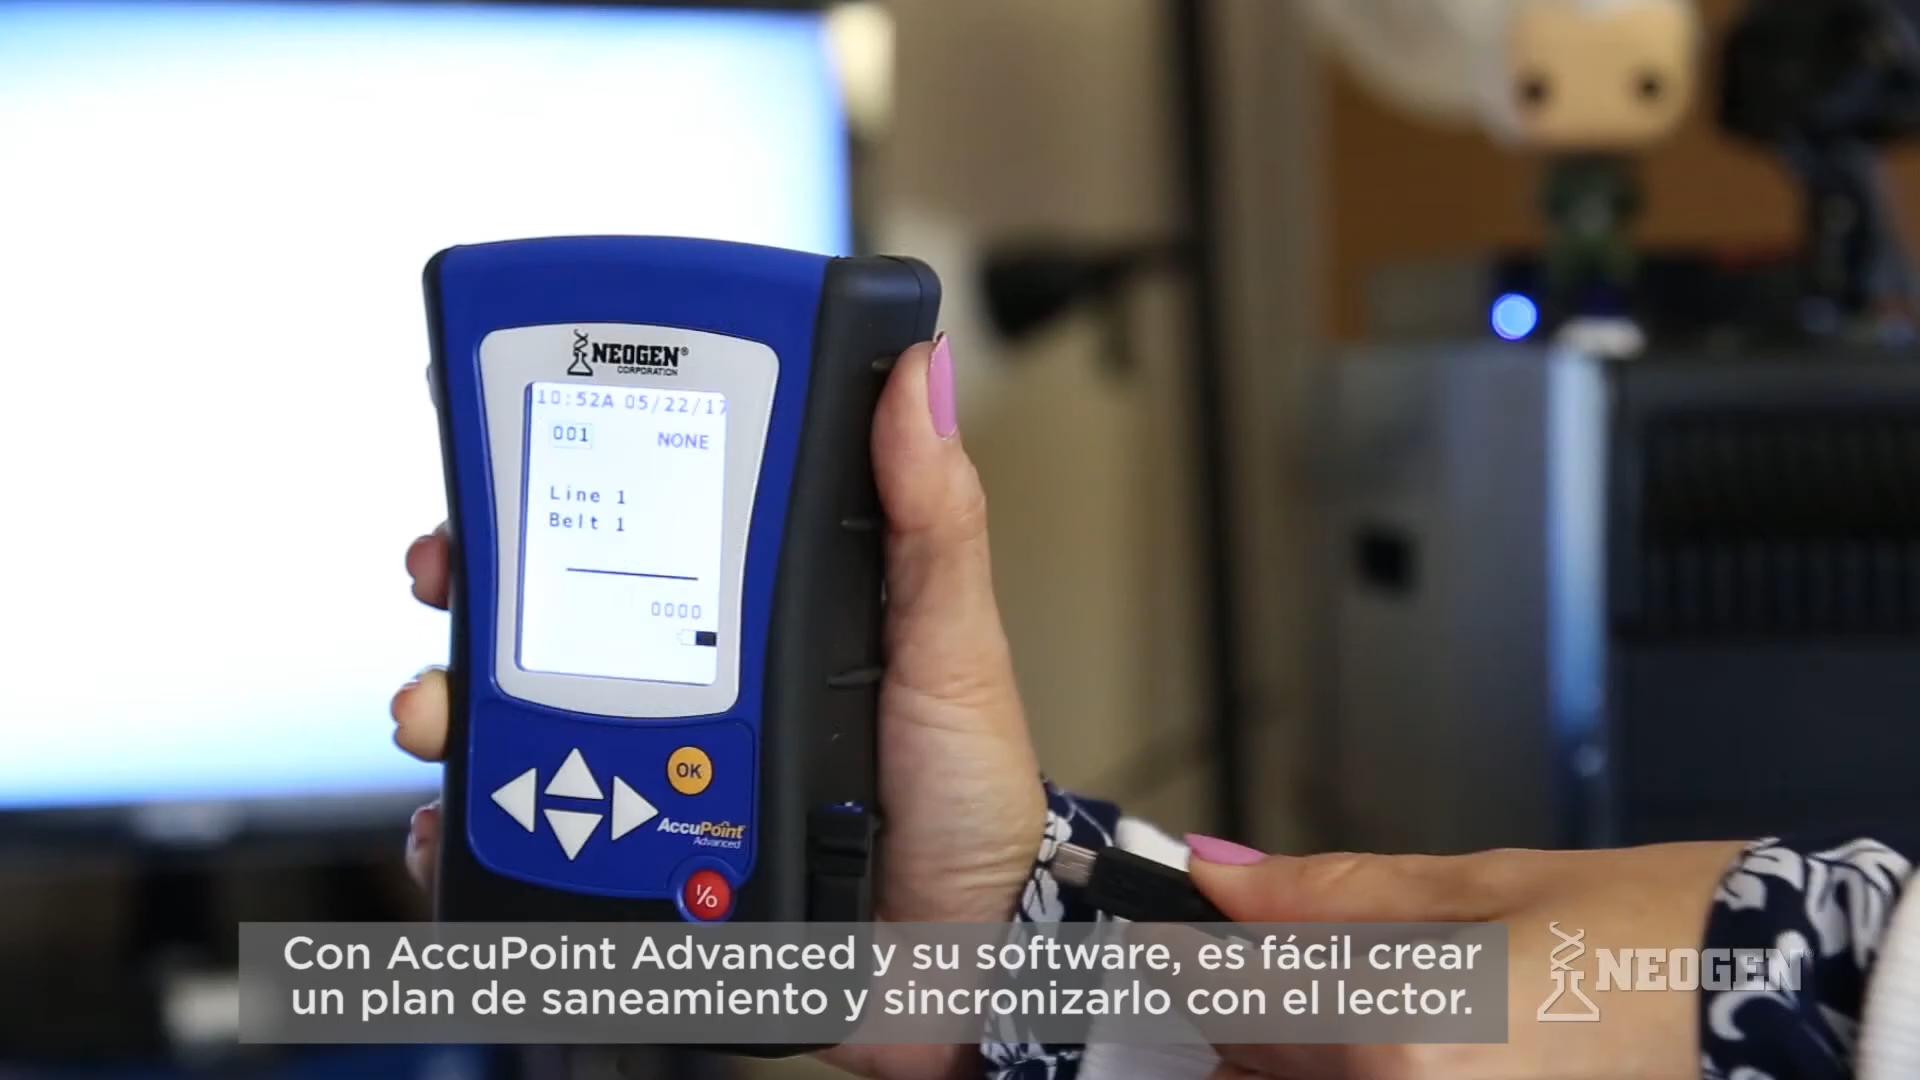 NEOGEN®
CORPORATION
10:52A 05/22/17
001 NONE
Line 1
Belt 1
0000
OK
AccuPoint
Advanced
I/O
Con AccuPoint Advanced y su software, es fácil crear
un plan de saneamiento y sincronizarlo con el lector.
NEOGEN®